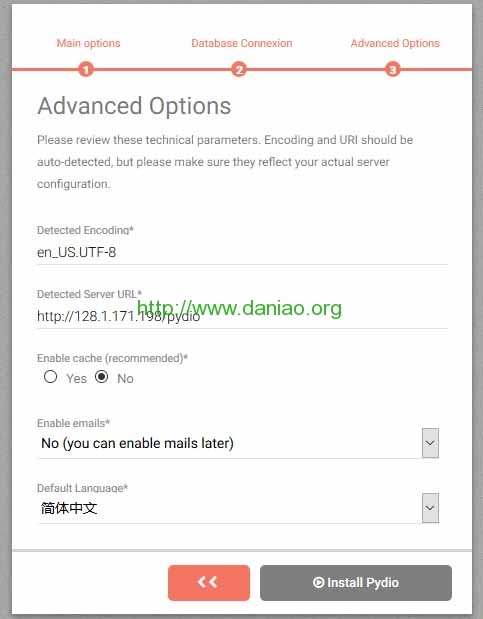 Main options
Database Connexion
Advanced Options
1
2
3
Advanced Options
Please review these technical parameters. Encoding and URI should be
auto-detected, but please make sure they reflect your actual server
configuration.
Detected Encoding*
en_US.UTF-8
Detected Server URL*
http://www.daniao.org
http://128.1.171.198/pydio
Enable cache (recommended)*
Yes No
Enable emails*
No (you can enable mails later)
Default Language*
简体中文
Install Pydio